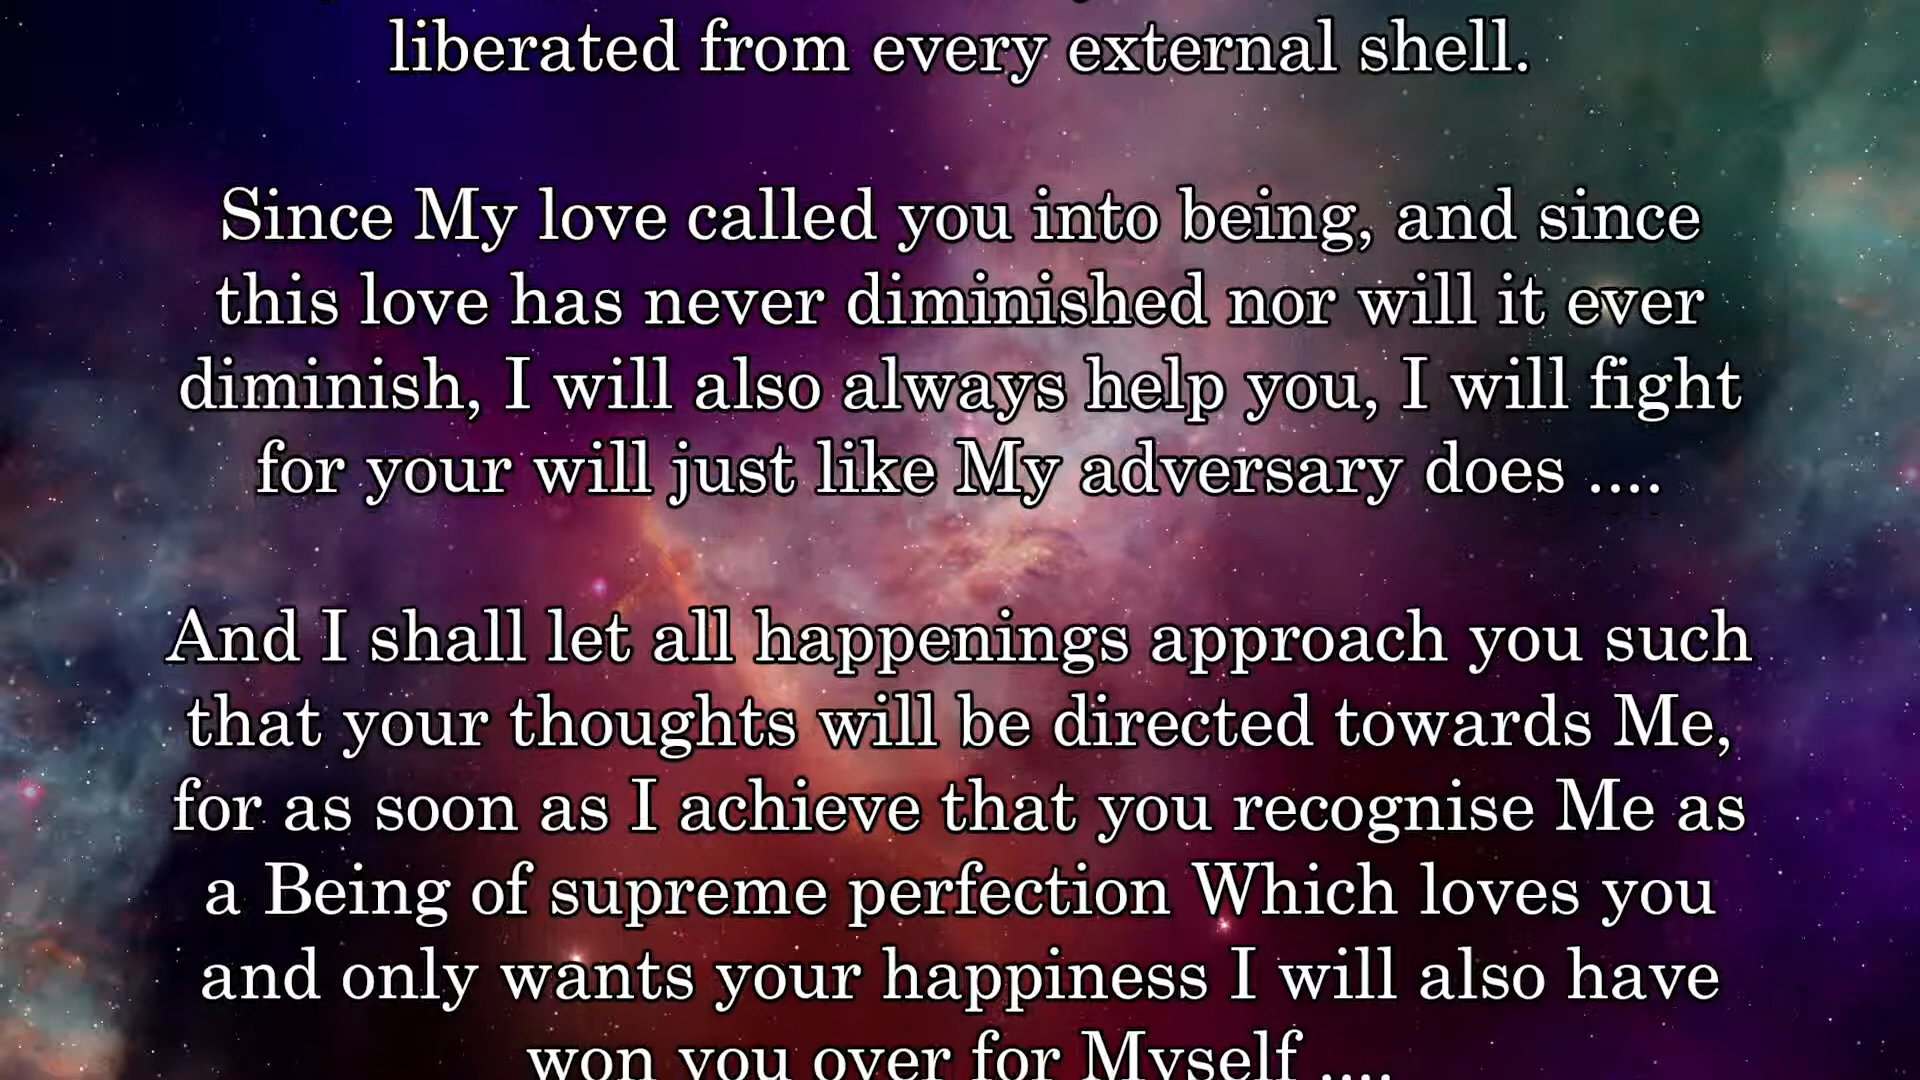 liberated from every external shell.
Since My love called you into being, and since
this love has never diminished nor will it ever
diminish, I will also always help you, I will fight
for your will just like My adversary does ....
And I shall let all happenings approach you such
that your thoughts will be directed towards Me,
for as soon as I achieve that you recognise Me as
a Being of supreme perfection Which loves you
and only wants your happiness I will also have
won you over for Myself ....